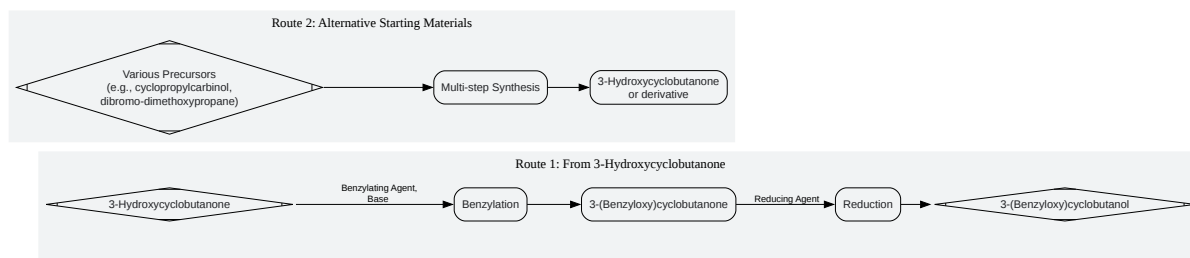 Route 2: Alternative Starting Materials
Various Precursors
(e.g., cyclopropylcarbinol,
dibromo-dimethoxypropane)
Multi-step Synthesis
3-Hydroxycyclobutanone
or derivative
Route 1: From 3-Hydroxycyclobutanone
3-Hydroxycyclobutanone
Benzylating Agent,
Base
Benzylation
3-(Benzyloxy)cyclobutanone
Reducing Agent
Reduction
3-(Benzyloxy)cyclobutanol